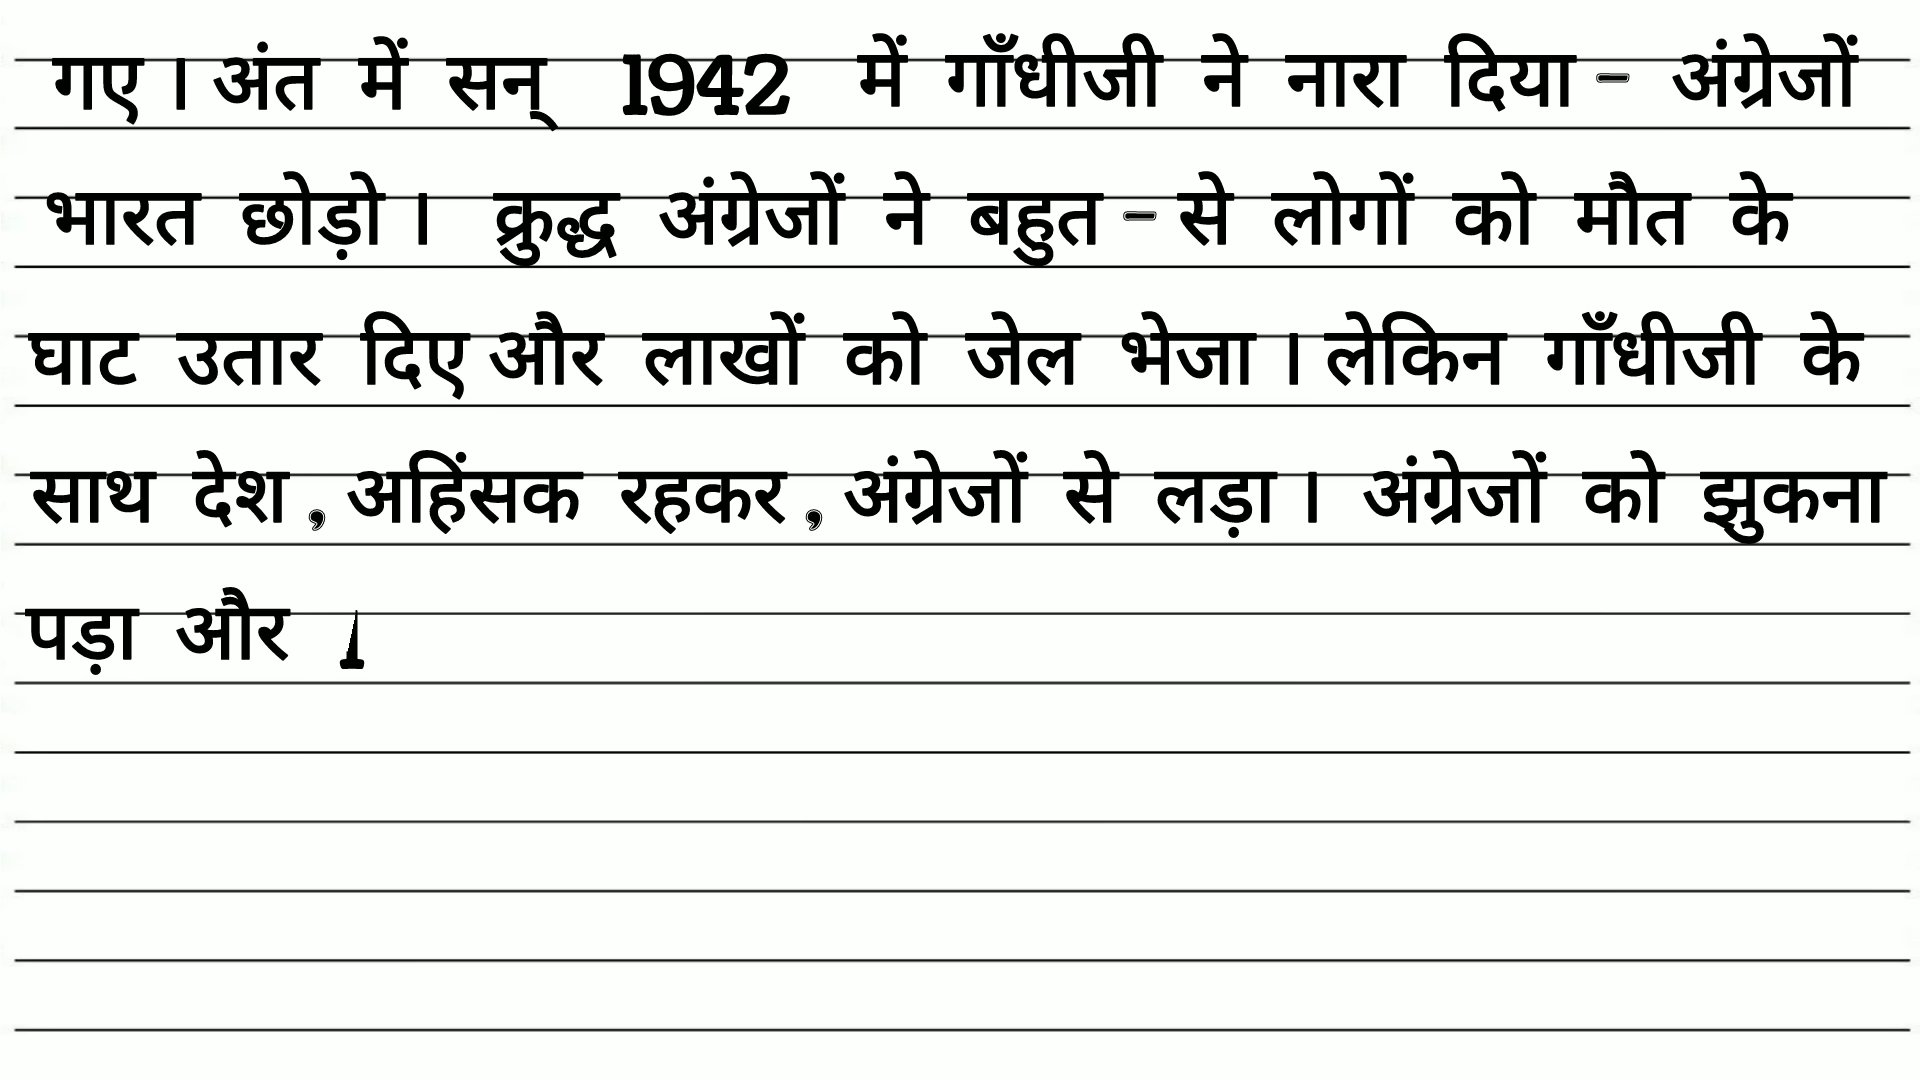 गए । अंत में सन् 1942 में गाँधीजी ने नारा दिया - अंग्रेजों
भारत छोड़ो । क्रुद्ध अंग्रेजों ने बहुत - से लोगों को मौत के
घाट उतार दिए और लाखों को जेल भेजा । लेकिन गाँधीजी के
साथ देश , अहिंसक रहकर , अंग्रेजों से लड़ा । अंग्रेजों को झुकना
पड़ा और